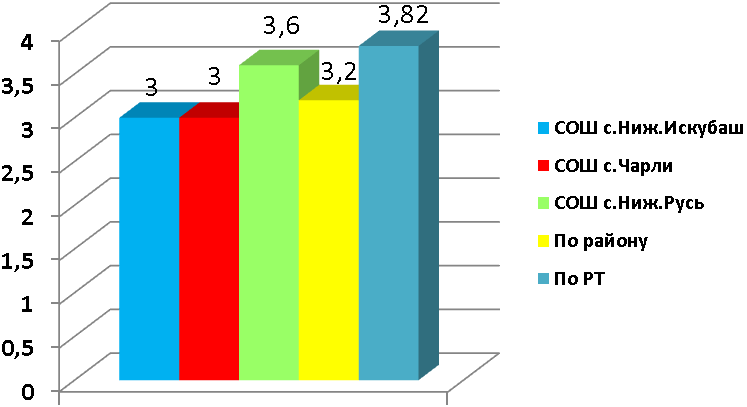 4
3,5
3
2,5
2
1,5
1
0,5
0
3
3
3,6
3,2
3,82
СОШ с.Ниж.Искубаш
СОШ с.Чарли
СОШ с.Ниж.Русь
По району
По РТ